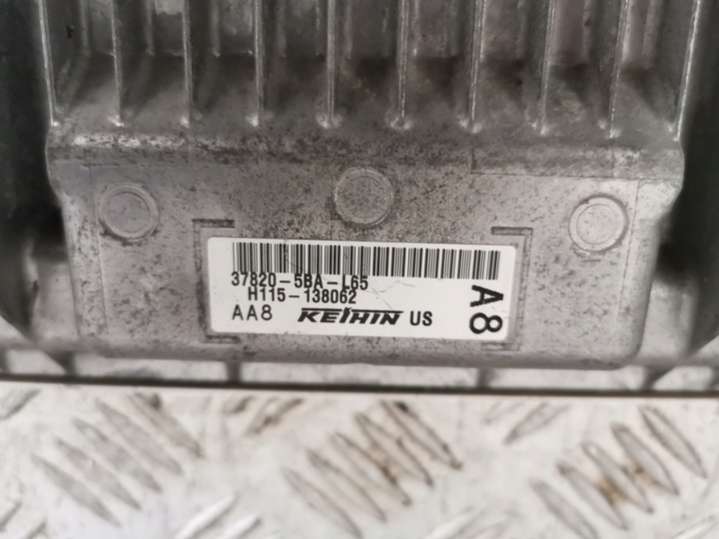 37820-5BA-L65
H115-138062
AA8 KEIHIN US
A8